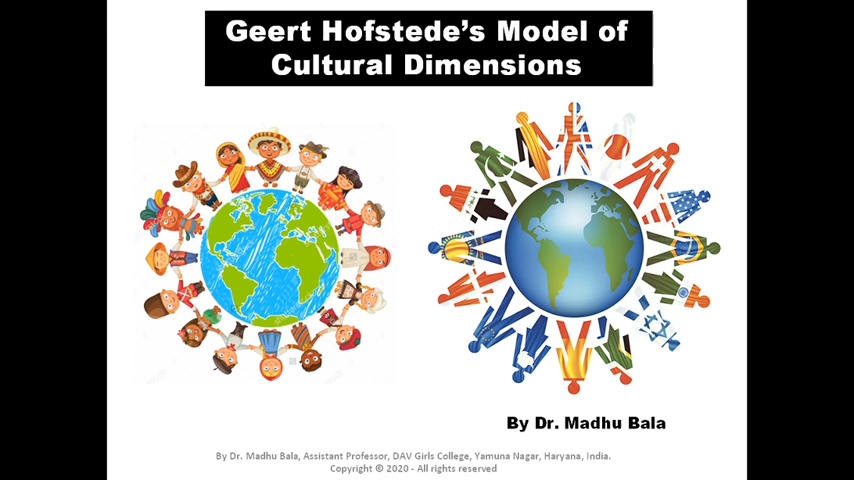 Geert Hofstede’s Model of
Cultural Dimensions
By Dr. Madhu Bala
By Dr. Madhu Bala, Assistant Professor, DAV Girls College, Yamuna Nagar, Haryana, India.
Copyright © 2020 - All rights reserved